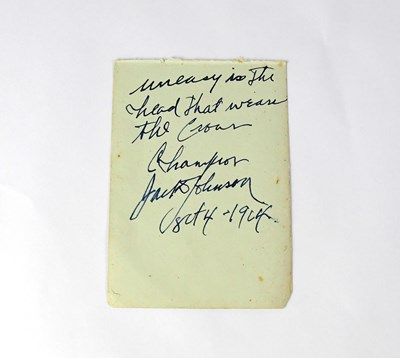 uneasy is the
head that wears
the Crown
Champion
Jack Johnson
Oct 4 - 1914